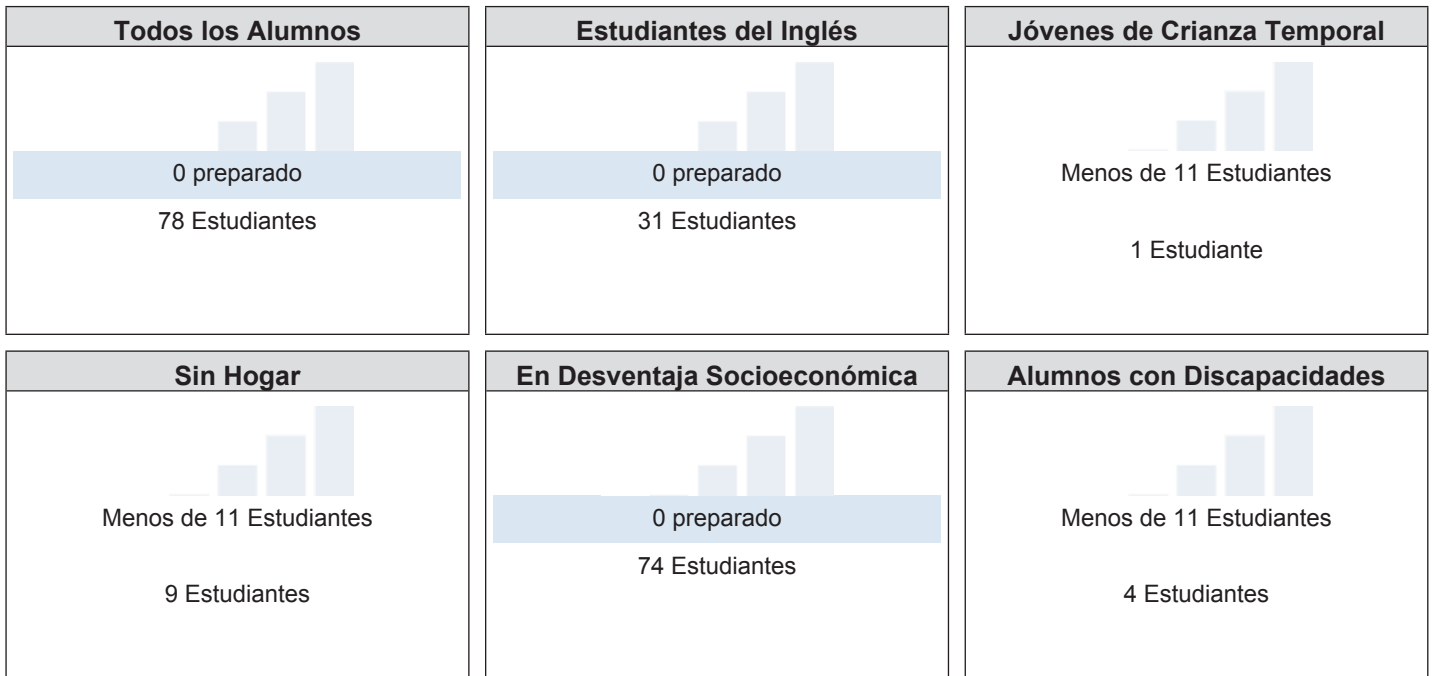 Todos los Alumnos
0 preparado
78 Estudiantes
Estudiantes del Inglés
0 preparado
31 Estudiantes
Jóvenes de Crianza Temporal
Menos de 11 Estudiantes
1 Estudiante
Sin Hogar
Menos de 11 Estudiantes
9 Estudiantes
En Desventaja Socioeconómica
0 preparado
74 Estudiantes
Alumnos con Discapacidades
Menos de 11 Estudiantes
4 Estudiantes